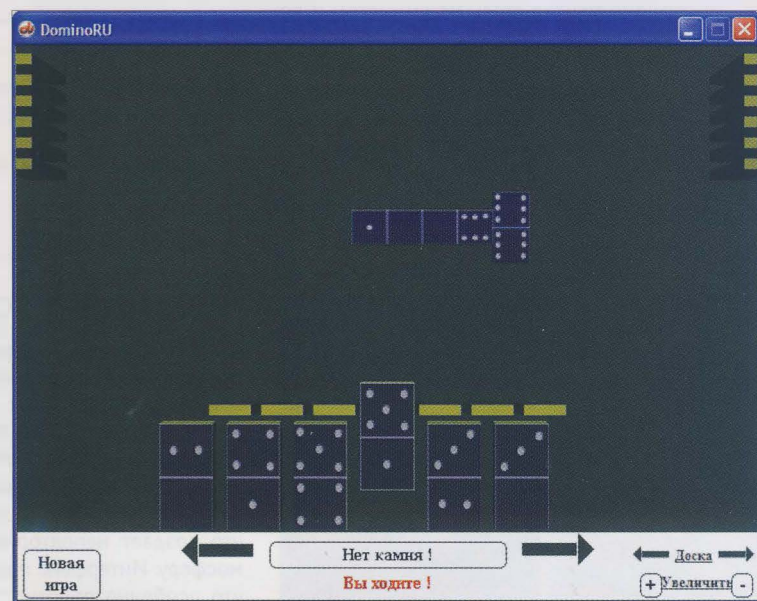 DominoRU
Новая
игра
Нет камня !
Вы ходите !
Доска
+ Увеличить -